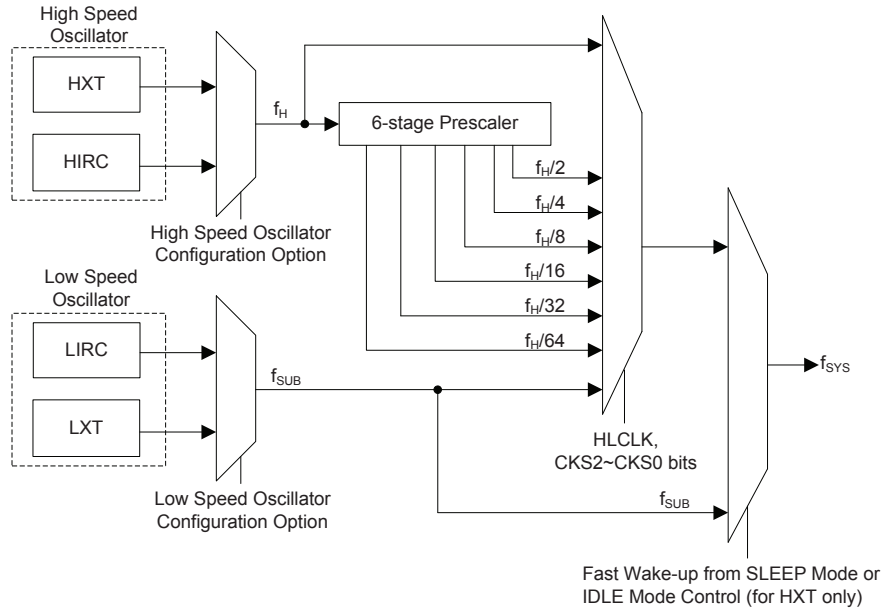 High Speed
Oscillator
HXT
HIRC
f_H
6-stage Prescaler
High Speed Oscillator
Configuration Option
f_H/2
f_H/4
f_H/8
f_H/16
f_H/32
f_H/64
Low Speed
Oscillator
LIRC
LXT
f_SUB
Low Speed Oscillator
Configuration Option
HLCLK,
CKS2~CKS0 bits
f_SUB
f_SYS
Fast Wake-up from SLEEP Mode or
IDLE Mode Control (for HXT only)